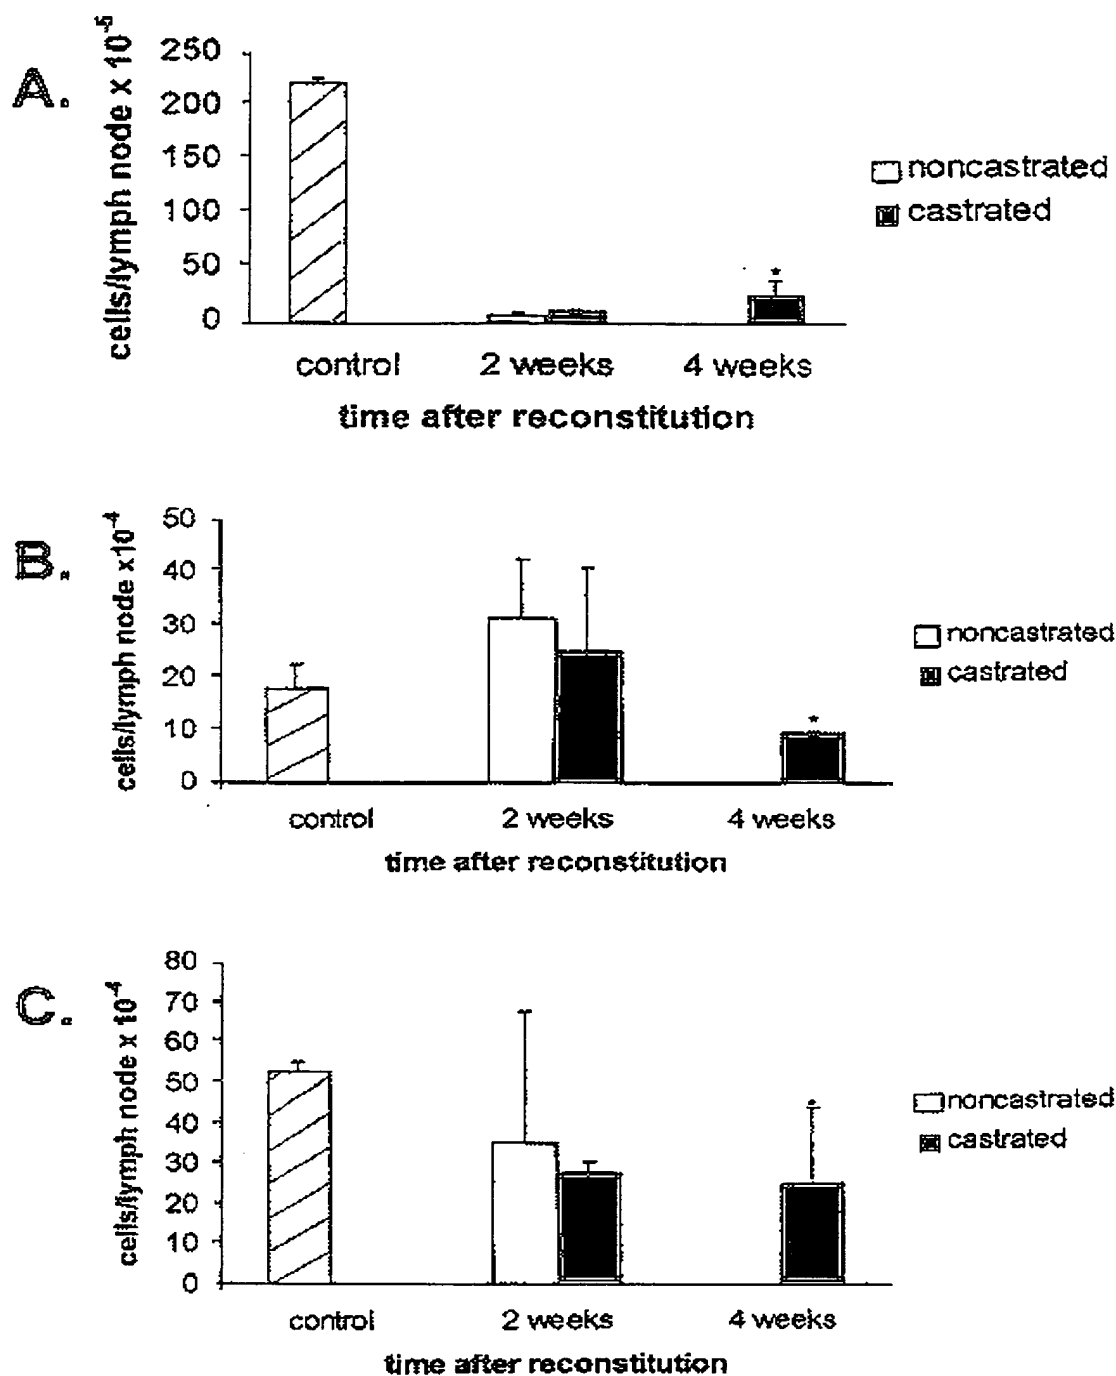 A.
cells/lymph node x 10⁻⁵
250
200
150
100
50
0
*
control 2 weeks 4 weeks
time after reconstitution
noncastrated
castrated
B.
cells/lymph node x10⁻⁴
50
40
30
20
10
0
*
control 2 weeks 4 weeks
time after reconstitution
noncastrated
castrated
C.
cells/lymph node x 10⁻⁴
80
70
60
50
40
30
20
10
0
*
control 2 weeks 4 weeks
time after reconstitution
noncastrated
castrated